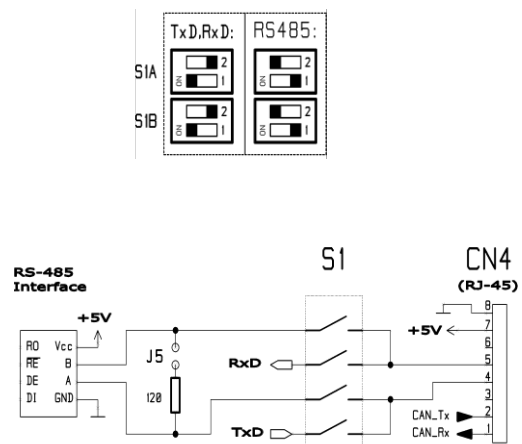 TxD,RxD: RS485:
S1A
2 2
ON 1 ON 1
S1B
2 2
ON 1 ON 1
S1 CN4
(RJ-45)
RS-485
Interface
+5V
RO Vcc
RE B
DE A
DI GND
J5
120
RxD
TxD
+5V
CAN_Tx
CAN_Rx
8
7
6
5
4
3
2
1